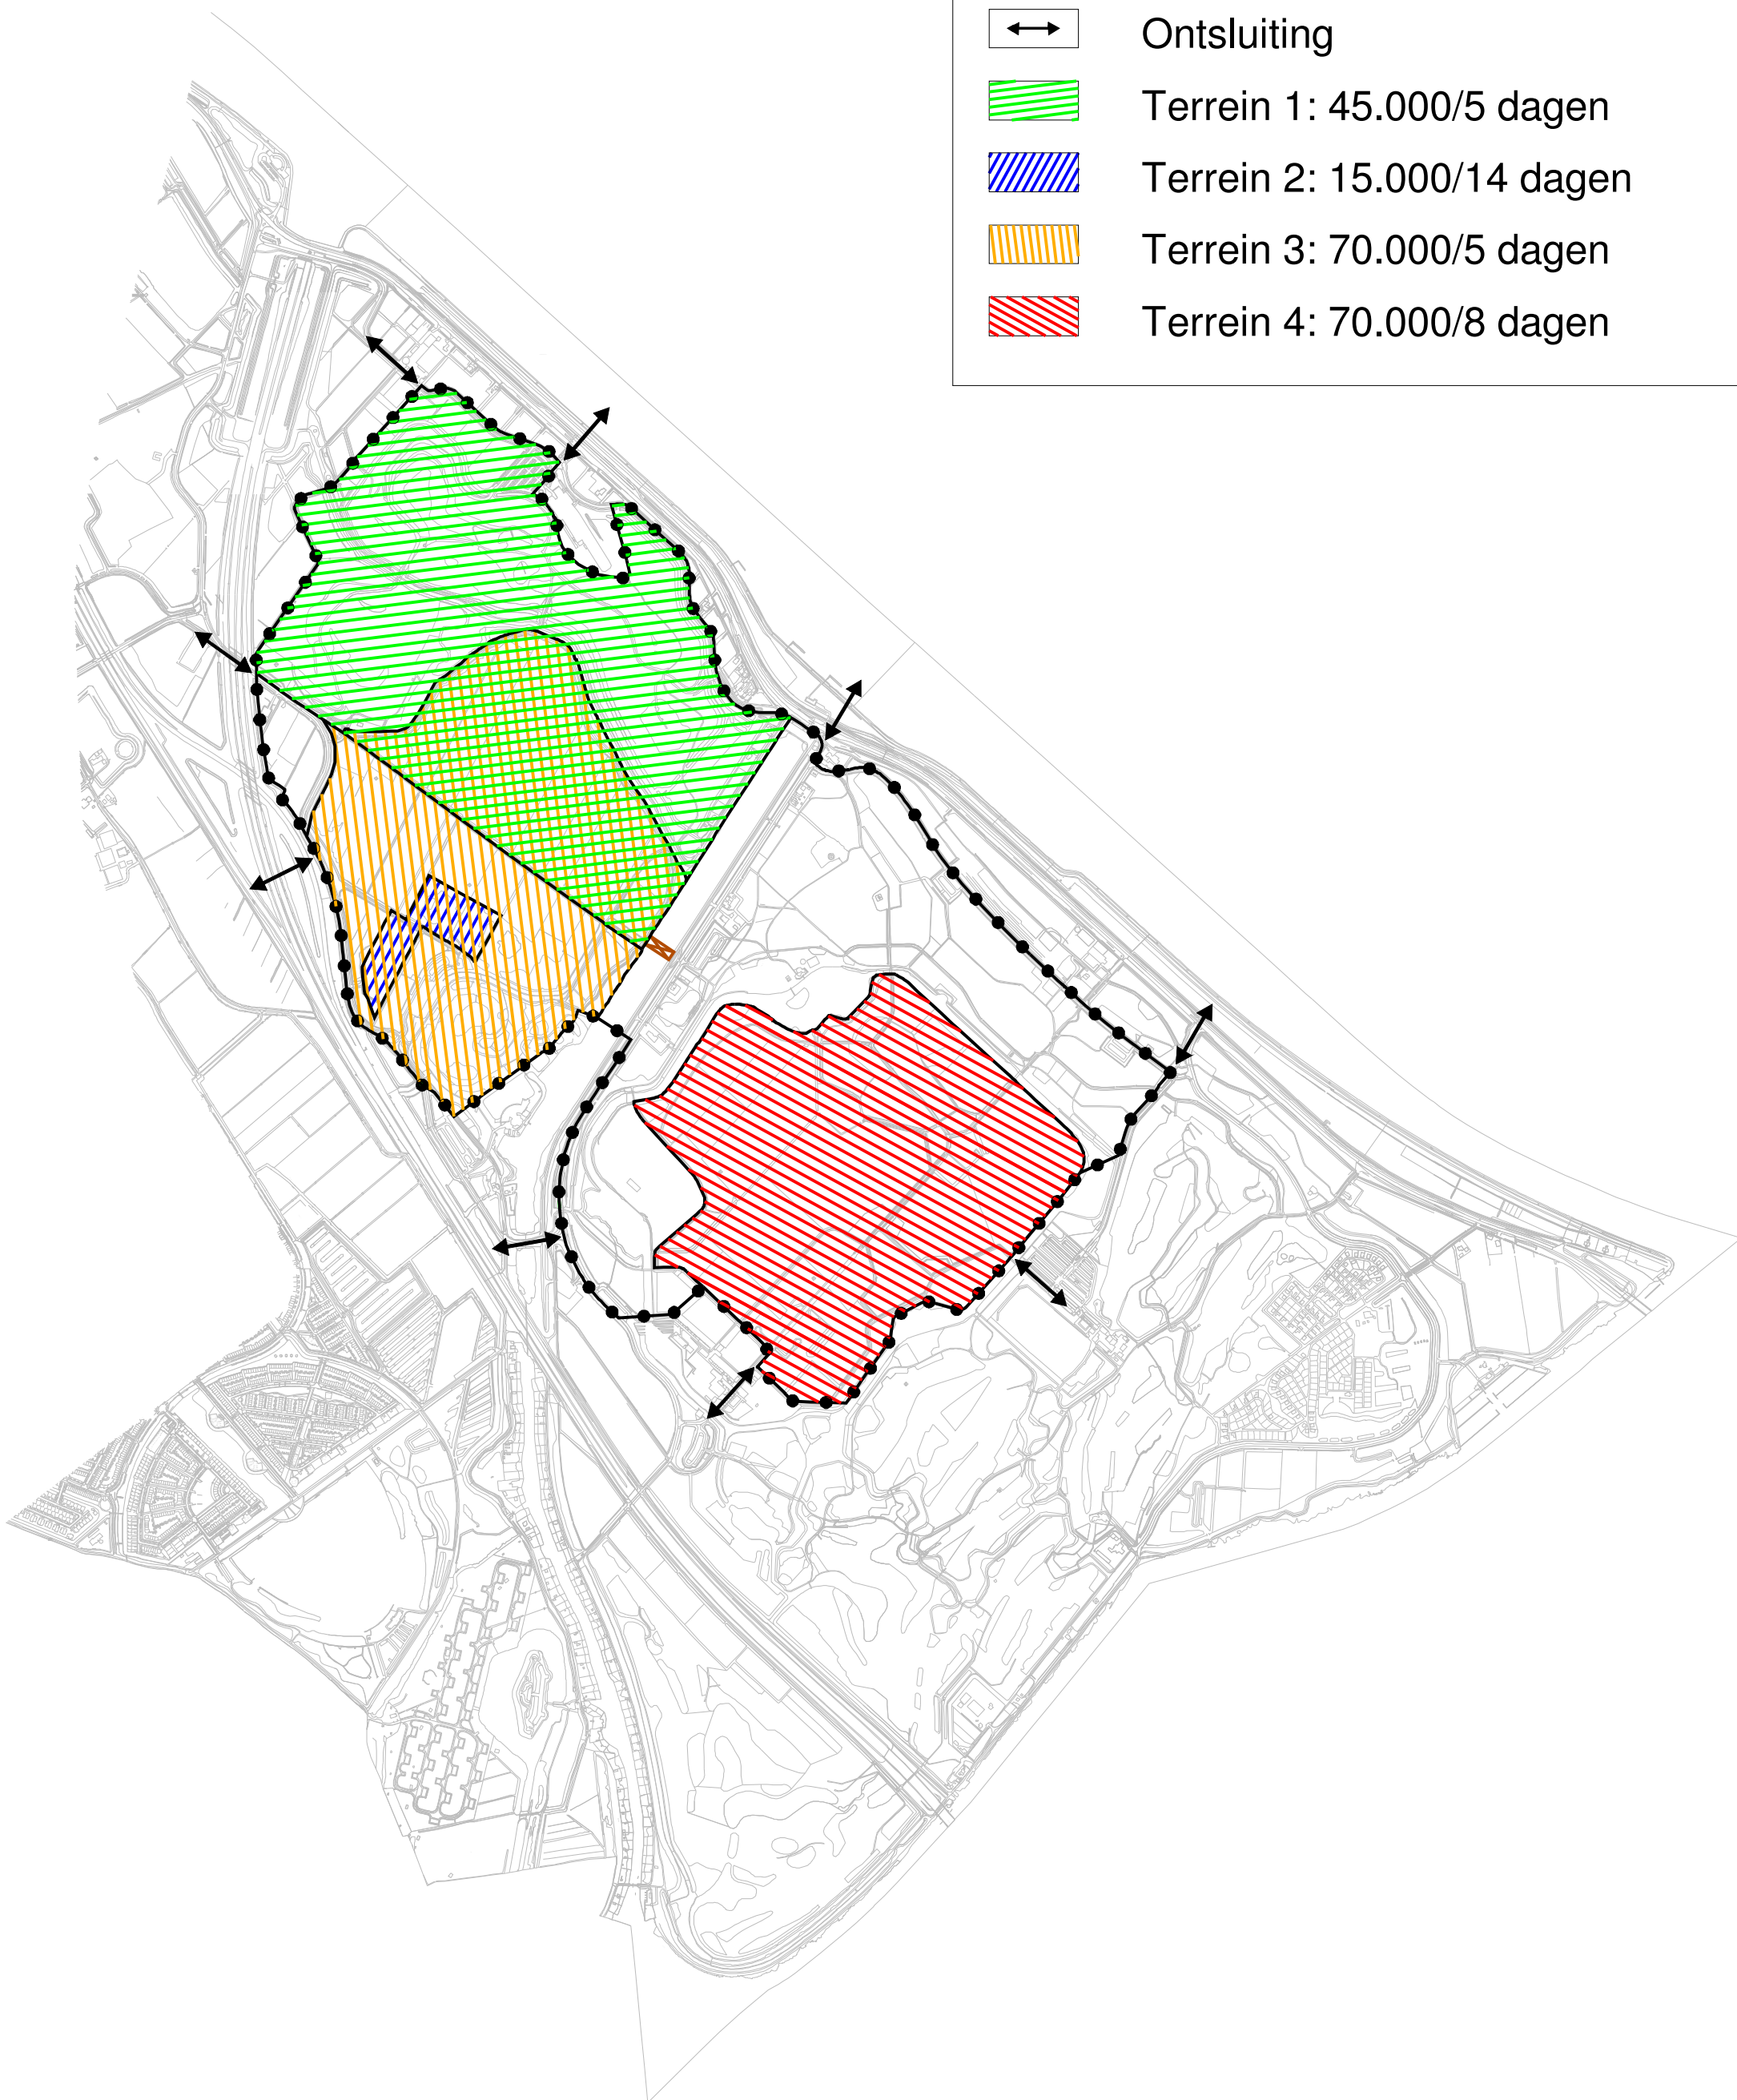 Ontsluiting
Terrein 1: 45.000/5 dagen
Terrein 2: 15.000/14 dagen
Terrein 3: 70.000/5 dagen
Terrein 4: 70.000/8 dagen